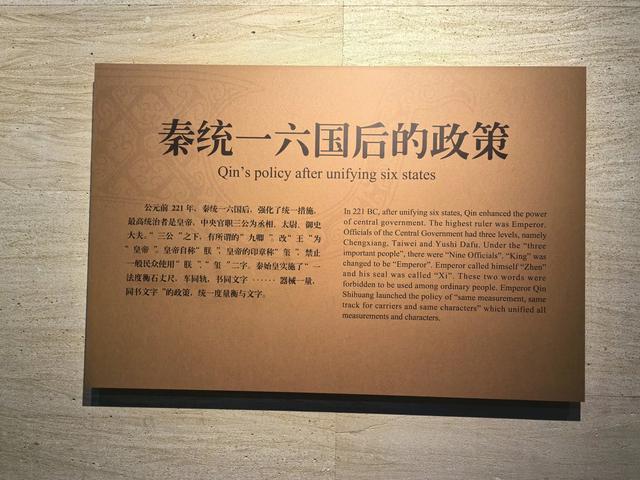 秦统一六国后的政策
Qin's policy after unifying six states
公元前 221 年，秦统一六国后，强化了统一措施，
最高统治者是皇帝，中央官职三公为丞相、太尉、御史
大夫。“三公”之下，有所谓的“九卿”。改“王”为
“皇帝”。皇帝自称“朕”，皇帝的印章称“玺”，禁止
一般民众使用“朕”、“玺”二字。秦始皇实施了“一
法度衡石丈尺，车同轨，书同文字……器械一量，
同书文字”的政策，统一度量衡与文字。
In 221 BC, after unifying six states, Qin enhanced the power
of central government. The highest ruler was Emperor.
Officials of the Central Government had three levels, namely
Chengxiang, Taiwei and Yushi Dafu. Under the “three
important people”, there were “Nine Officials”. “King” was
changed to be “Emperor”. Emperor called himself “Zhen”
and his seal was called “Xi”. These two words were
forbidden to be used among ordinary people. Emperor Qin
Shihuang launched the policy of “same measurement, same
track for carriers and same characters” which unified all
measurements and characters.